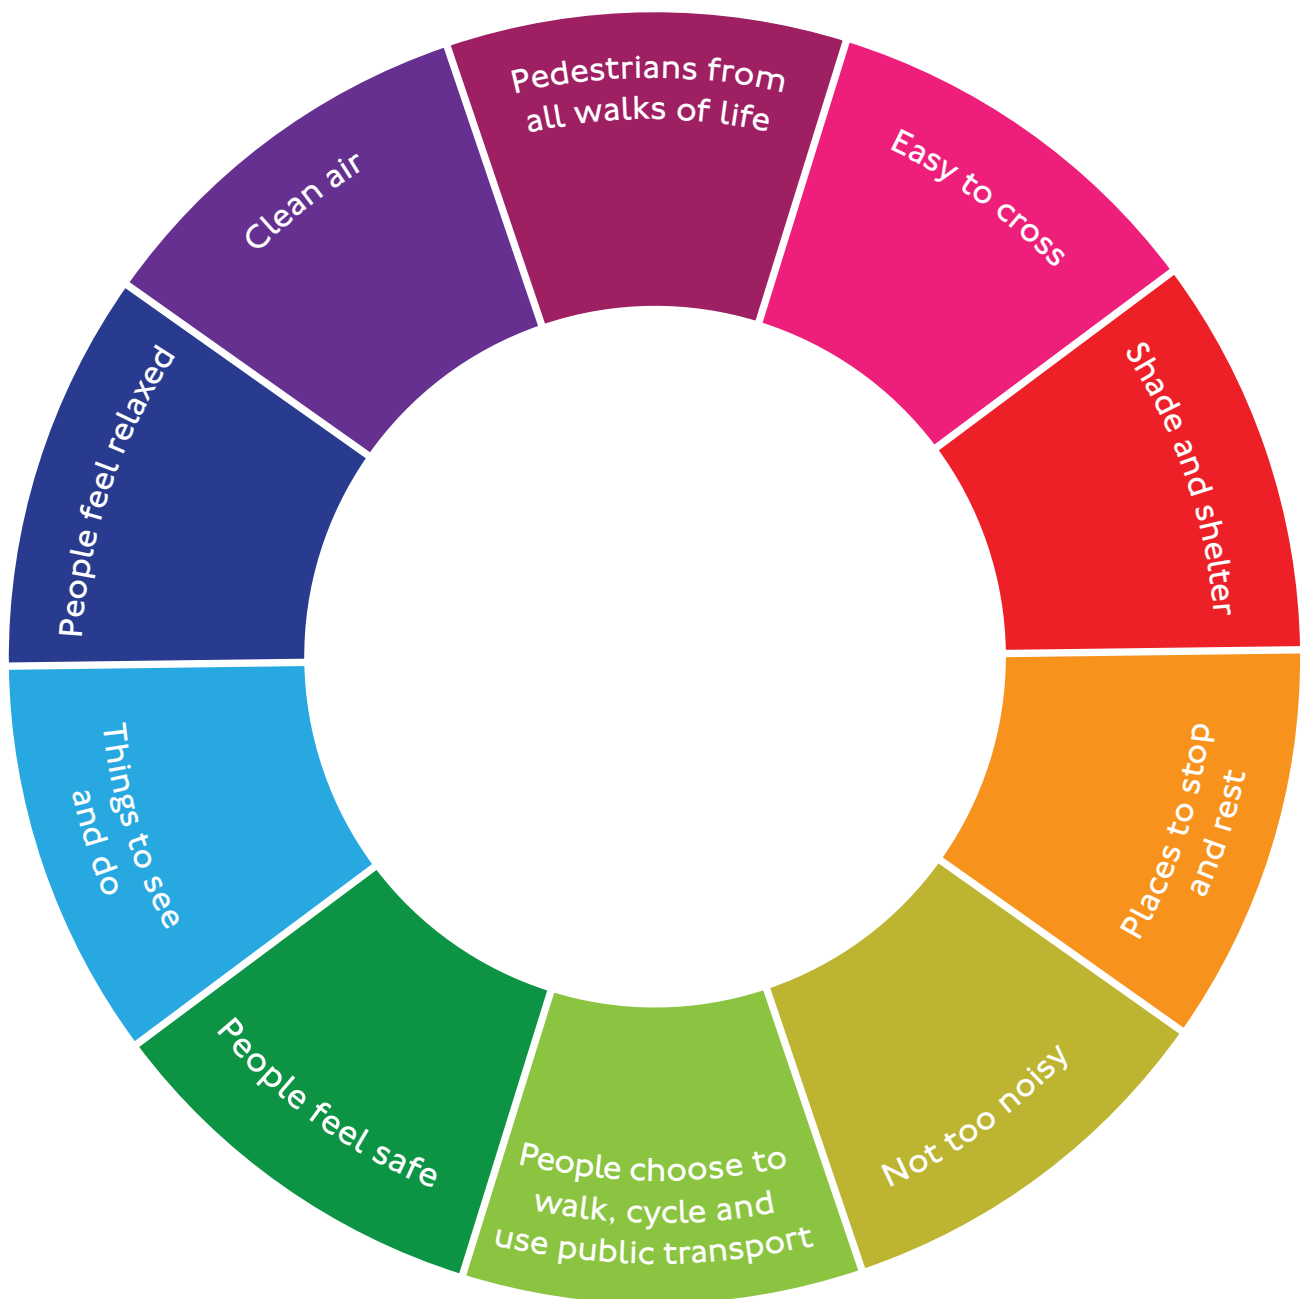 Pedestrians from
all walks of life
Easy to cross
Shade and shelter
Places to stop
and rest
Not too noisy
People choose to
walk, cycle and
use public transport
People feel safe
Things to see
and do
People feel relaxed
Clean air